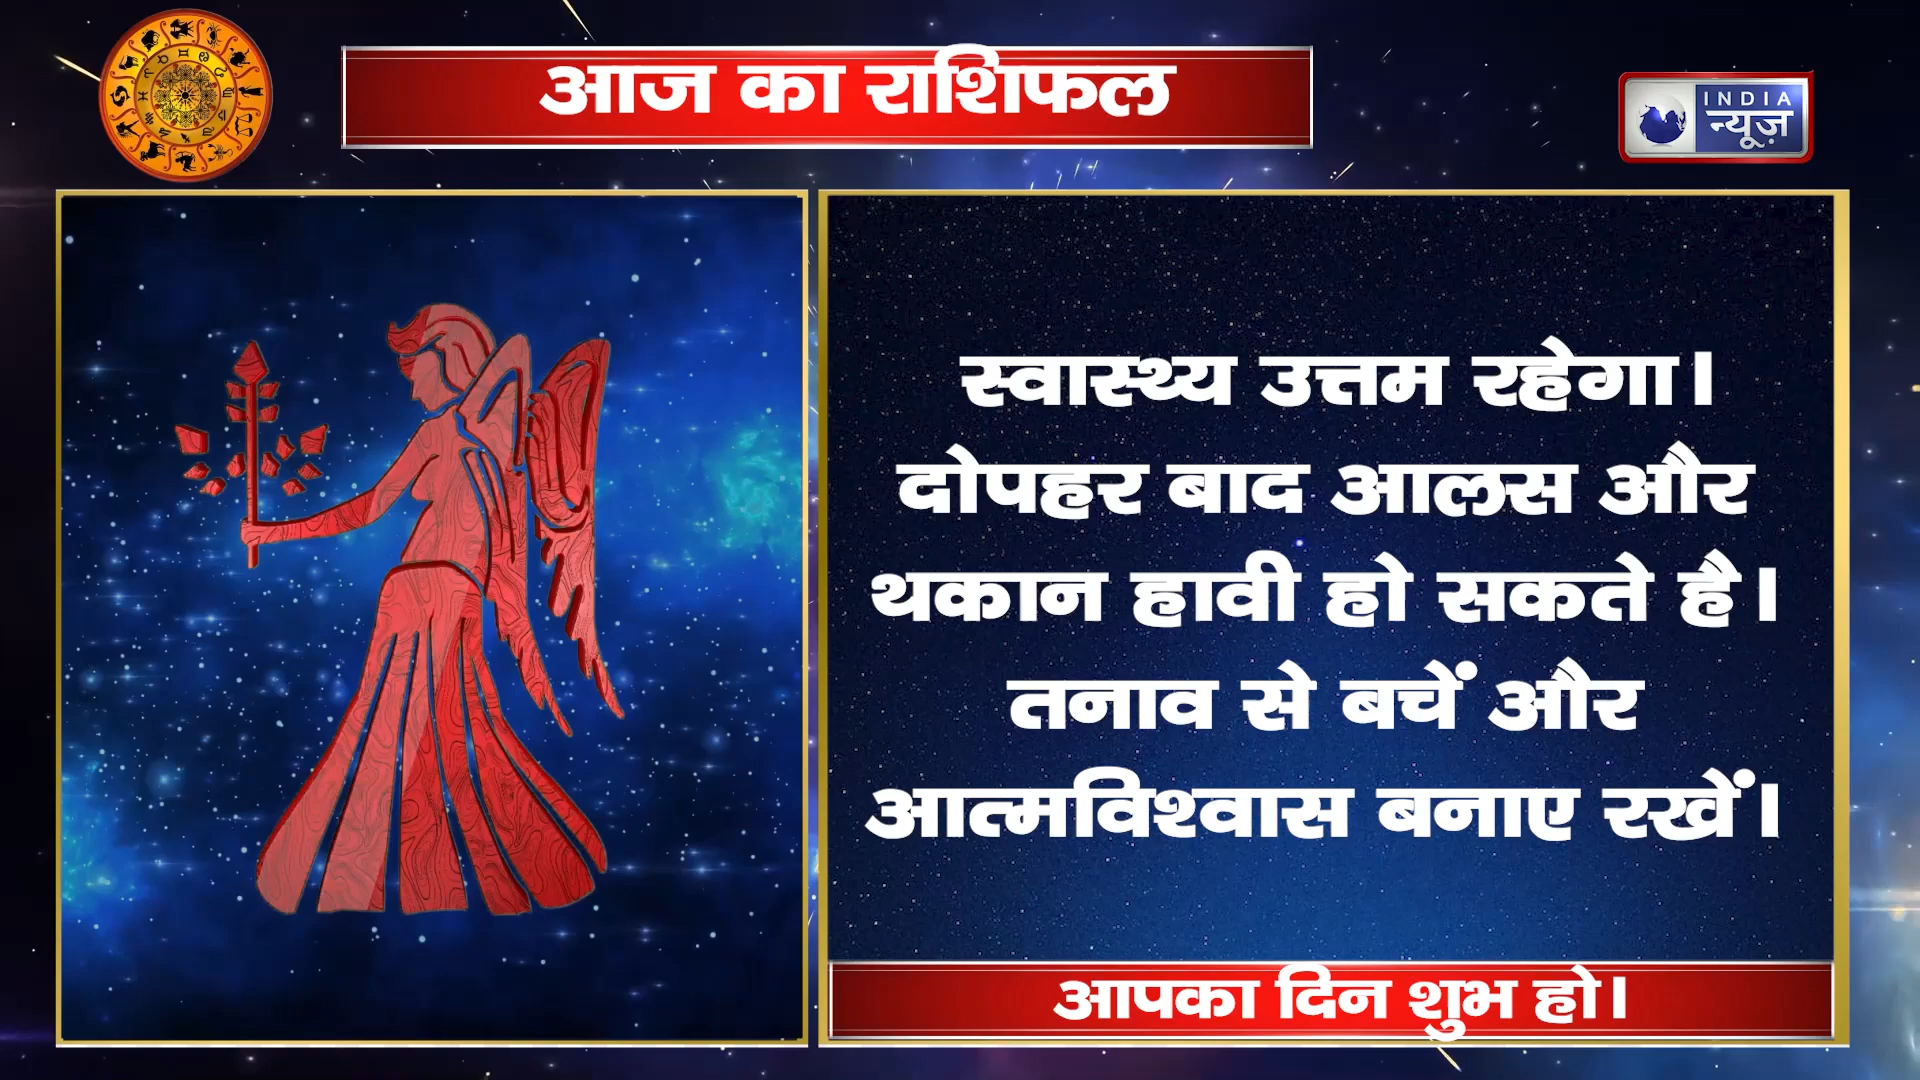 आज का राशिफल
INDIA
न्यूज़
स्वास्थ्य उत्तम रहेगा।
दोपहर बाद आलस और
थकान हावी हो सकते है।
तनाव से बचें और
आत्मविश्वास बनाए रखें।
आपका दिन शुभ हो।